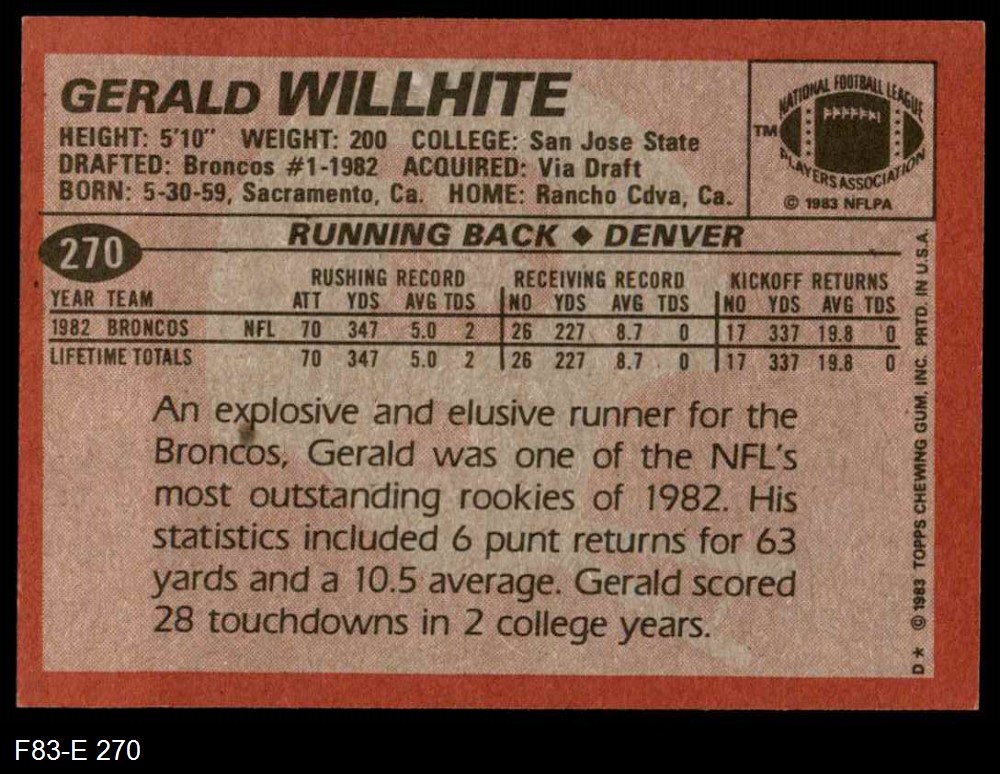 GERALD WILLHITE
HEIGHT: 5'10" WEIGHT: 200 COLLEGE: San Jose State
DRAFTED: Broncos #1-1982 ACQUIRED: Via Draft
BORN: 5-30-59, Sacramento, Ca. HOME: Rancho Cdva, Ca.
NATIONAL FOOTBALL LEAGUE
TM
PLAYERS ASSOCIATION
© 1983 NFLPA
270
RUNNING BACK ◆ DENVER
RUSHING RECORD RECEIVING RECORD KICKOFF RETURNS
YEAR TEAM ATT YDS AVG TDS NO YDS AVG TDS NO YDS AVG TDS
1982 BRONCOS NFL 70 347 5.0 2 26 227 8.7 0 17 337 19.8 0
LIFETIME TOTALS 70 347 5.0 2 26 227 8.7 0 17 337 19.8 0
An explosive and elusive runner for the
Broncos, Gerald was one of the NFL's
most outstanding rookies of 1982. His
statistics included 6 punt returns for 63
yards and a 10.5 average. Gerald scored
28 touchdowns in 2 college years.
D* © 1983 TOPPS CHEWING GUM, INC. PRTD. IN U.S.A.
F83-E 270